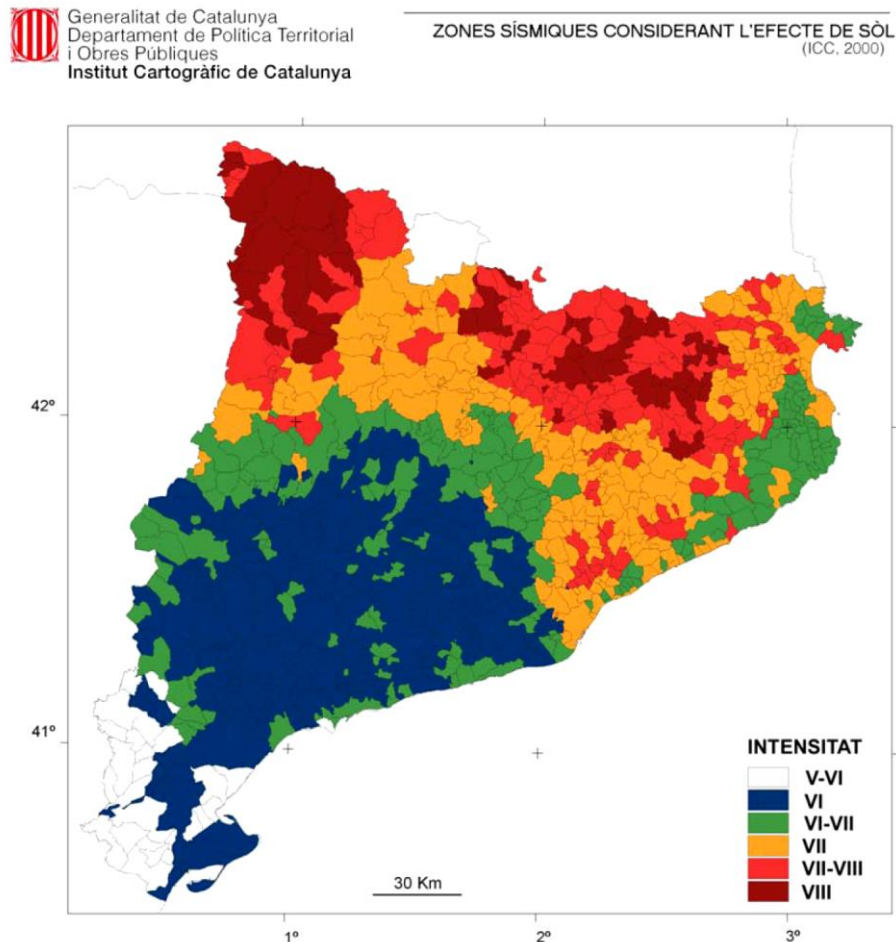 Generalitat de Catalunya
Departament de Política Territorial
i Obres Públiques
Institut Cartogràfic de Catalunya
ZONES SÍSMIQUES CONSIDERANT L'EFECTE DE SÒL
(ICC, 2000)
42º
41º
INTENSITAT
V-VI
VI
VI-VII
VII
VII-VIII
VIII
30 Km
1º
2º
3º